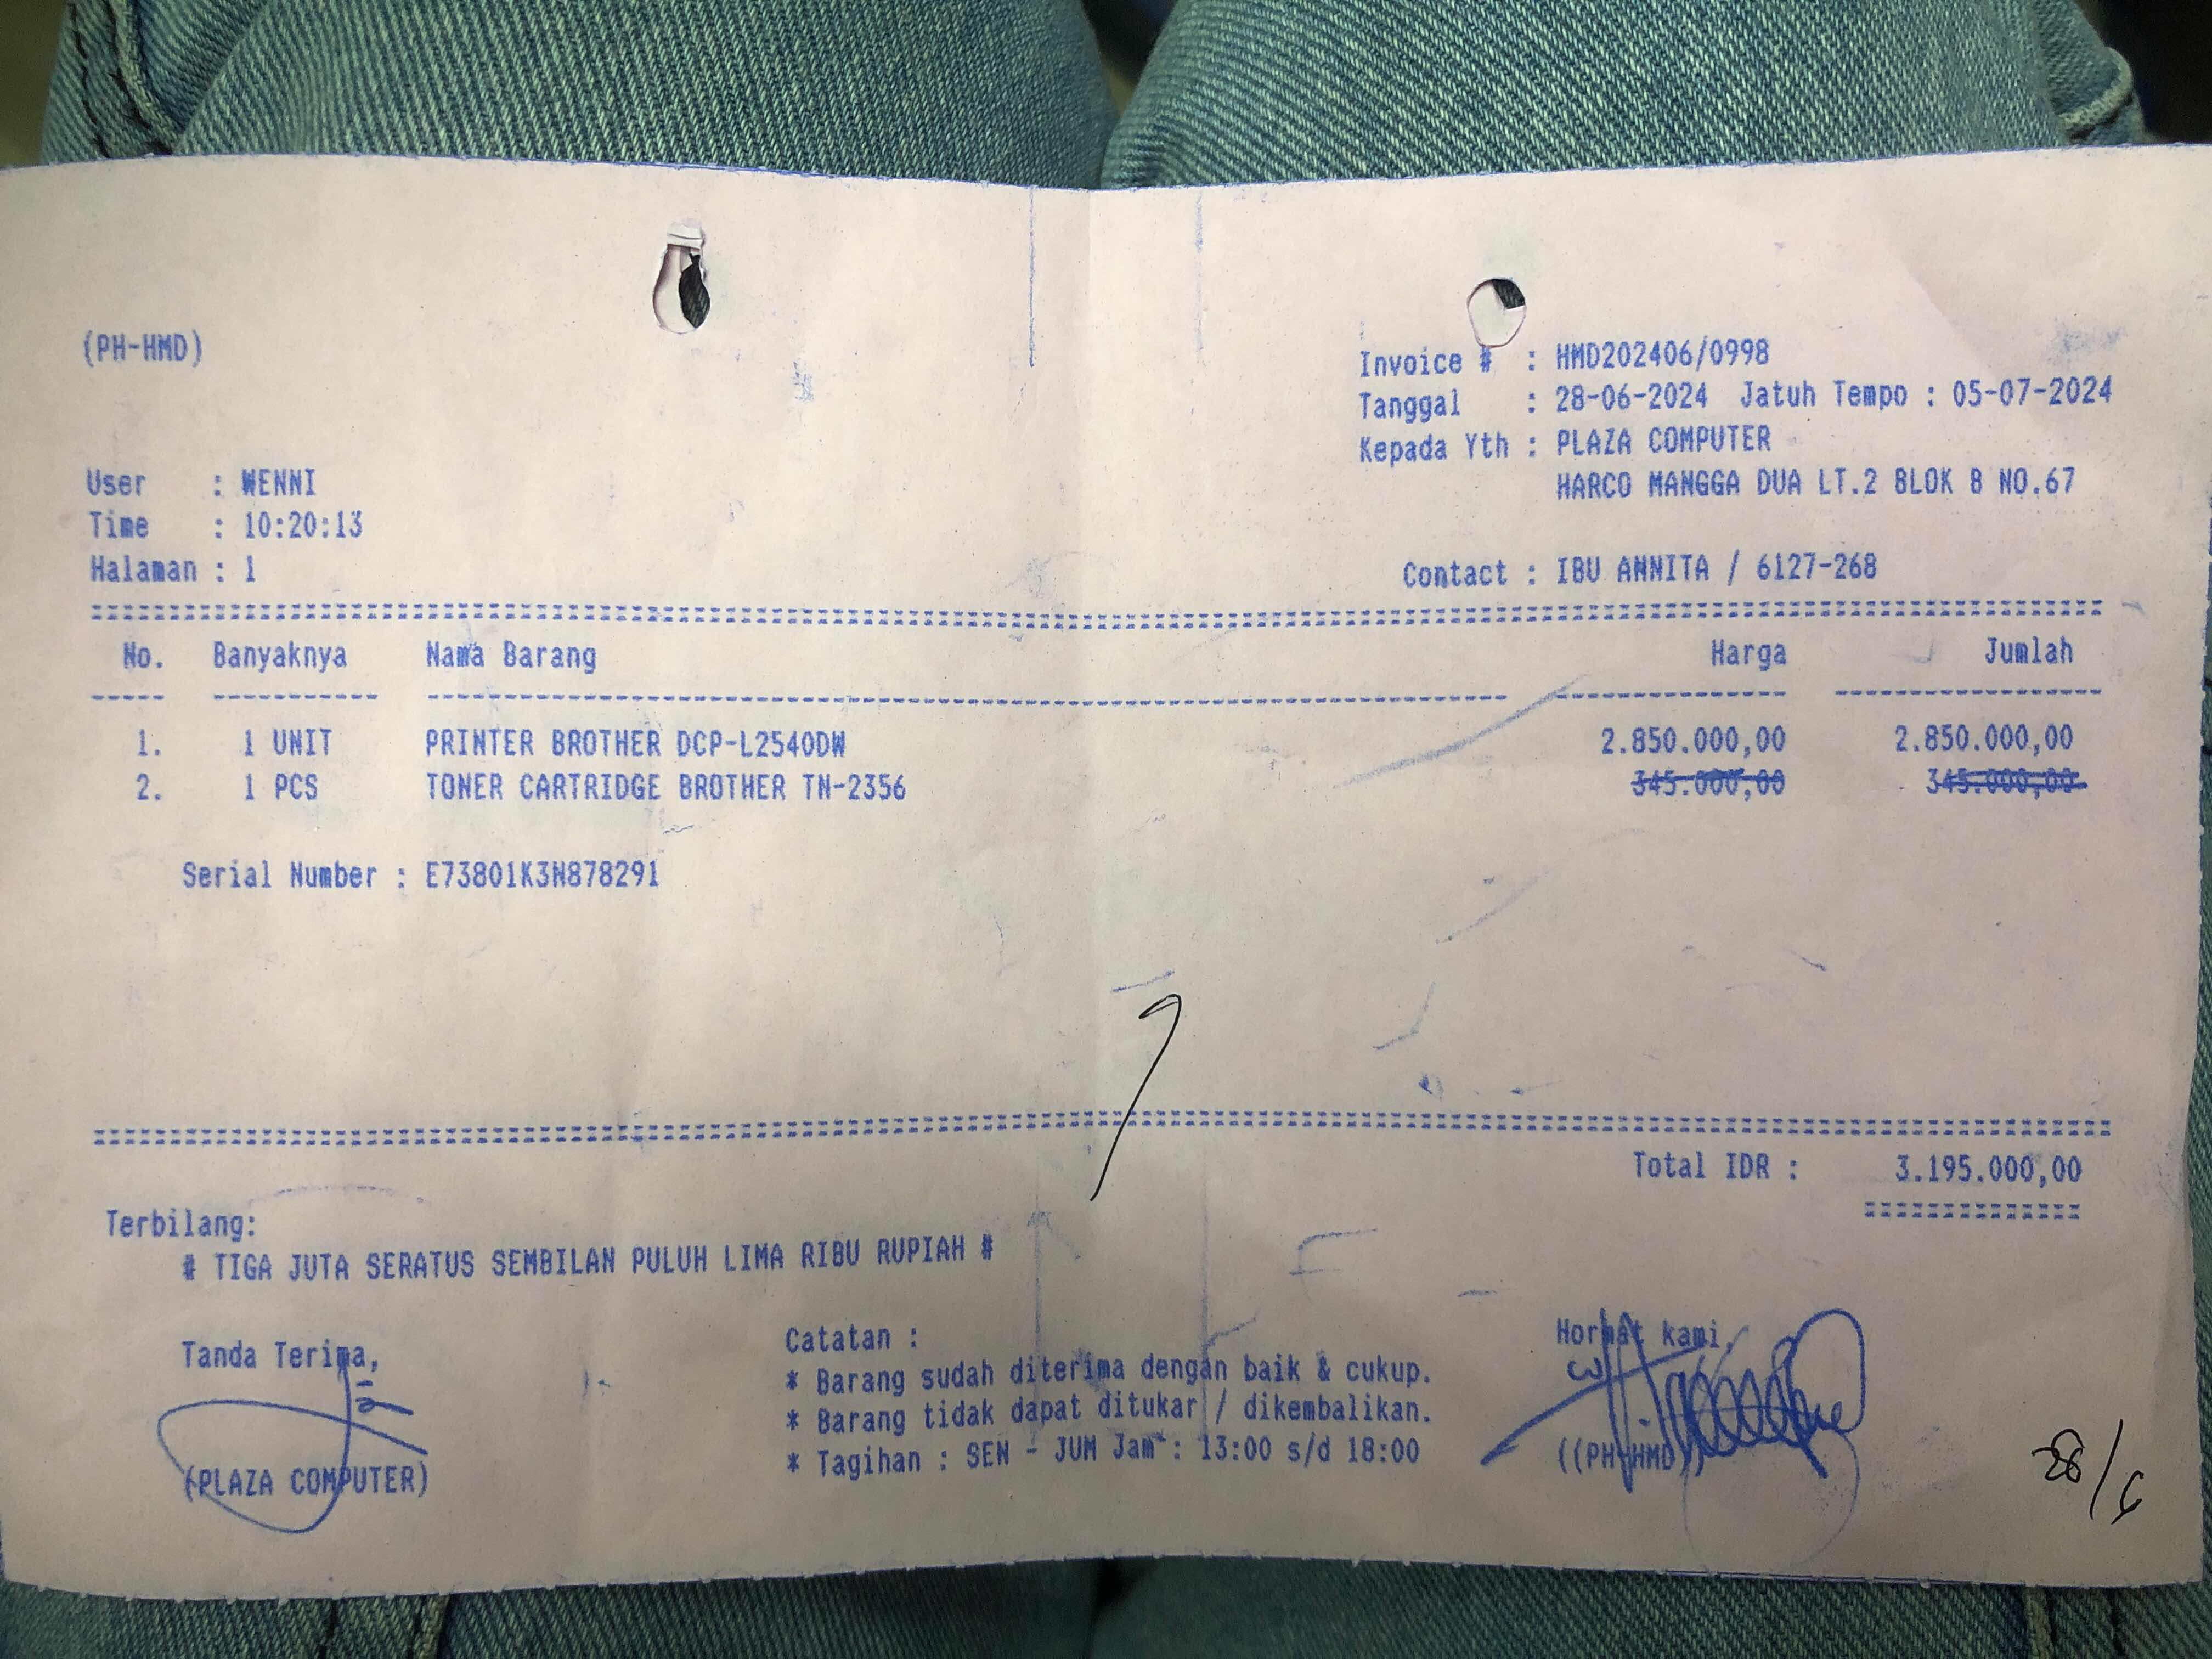 (PH-HMD)
Invoice # : HMD202406/0998
Tanggal : 28-06-2024 Jatuh Tempo : 05-07-2024
Kepada Yth : PLAZA COMPUTER
HARCO MANGGA DUA LT.2 BLOK B NO.67
User : WENNI
Time : 10:20:13
Halaman : 1
Contact : IBU ANNITA / 6127-268
No. Banyaknya Nama Barang Harga Jumlah
1. 1 UNIT PRINTER BROTHER DCP-L2540DW 2.850.000,00 2.850.000,00
2. 1 PCS TONER CARTRIDGE BROTHER TN-2356 345.000,00 345.000,00
Serial Number : E73801K3N878291
Total IDR : 3.195.000,00
Terbilang:
# TIGA JUTA SERATUS SEMBILAN PULUH LIMA RIBU RUPIAH #
Tanda Terima,
(PLAZA COMPUTER)
Catatan :
* Barang sudah diterima dengan baik & cukup.
* Barang tidak dapat ditukar / dikembalikan.
* Tagihan : SEN - JUM Jam : 13:00 s/d 18:00
Hormat kami,
((PH-HMD))
28/6